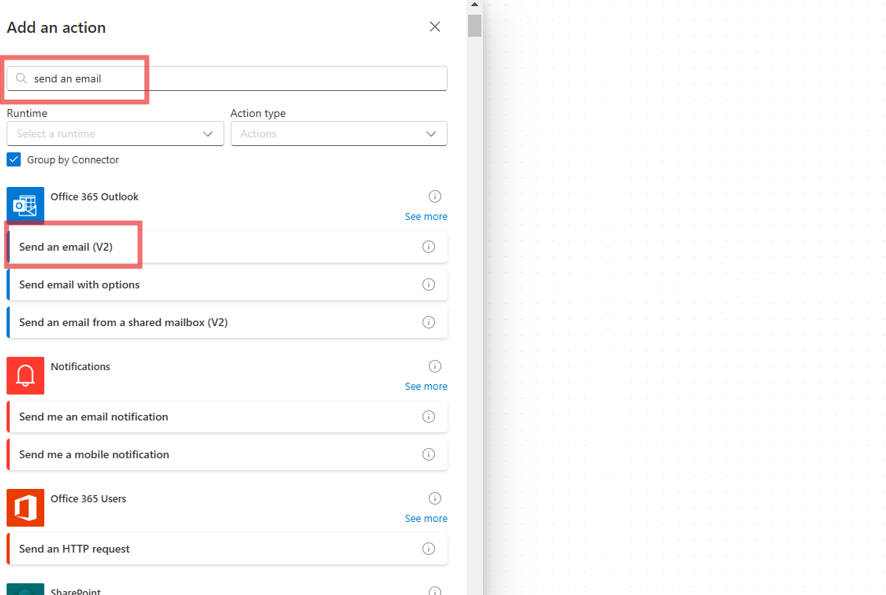 Add an action
send an email
Runtime
Action type
Select a runtime
Actions
Group by Connector
Office 365 Outlook
See more
Send an email (V2)
Send email with options
Send an email from a shared mailbox (V2)
Notifications
See more
Send me an email notification
Send me a mobile notification
Office 365 Users
See more
Send an HTTP request
SharePoint